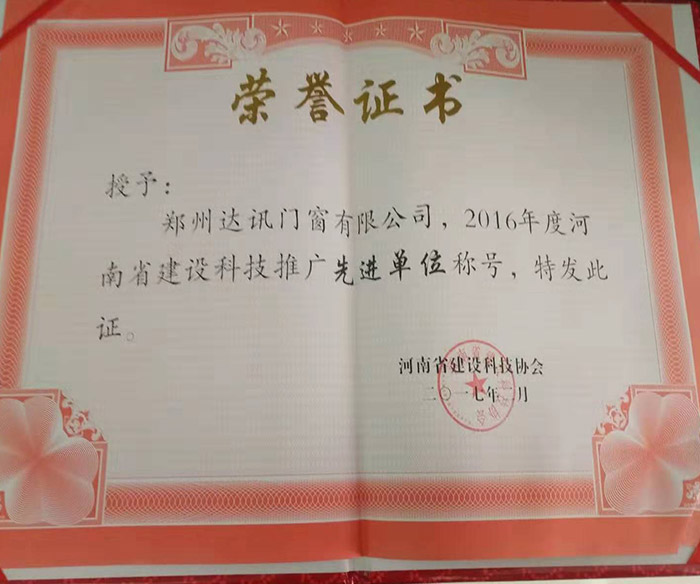 荣誉证书
授予：
郑州达讯门窗有限公司，2016年度河
南省建设科技推广先进单位称号，特发此
证。
河南省建设科技协会
二〇一七年一月